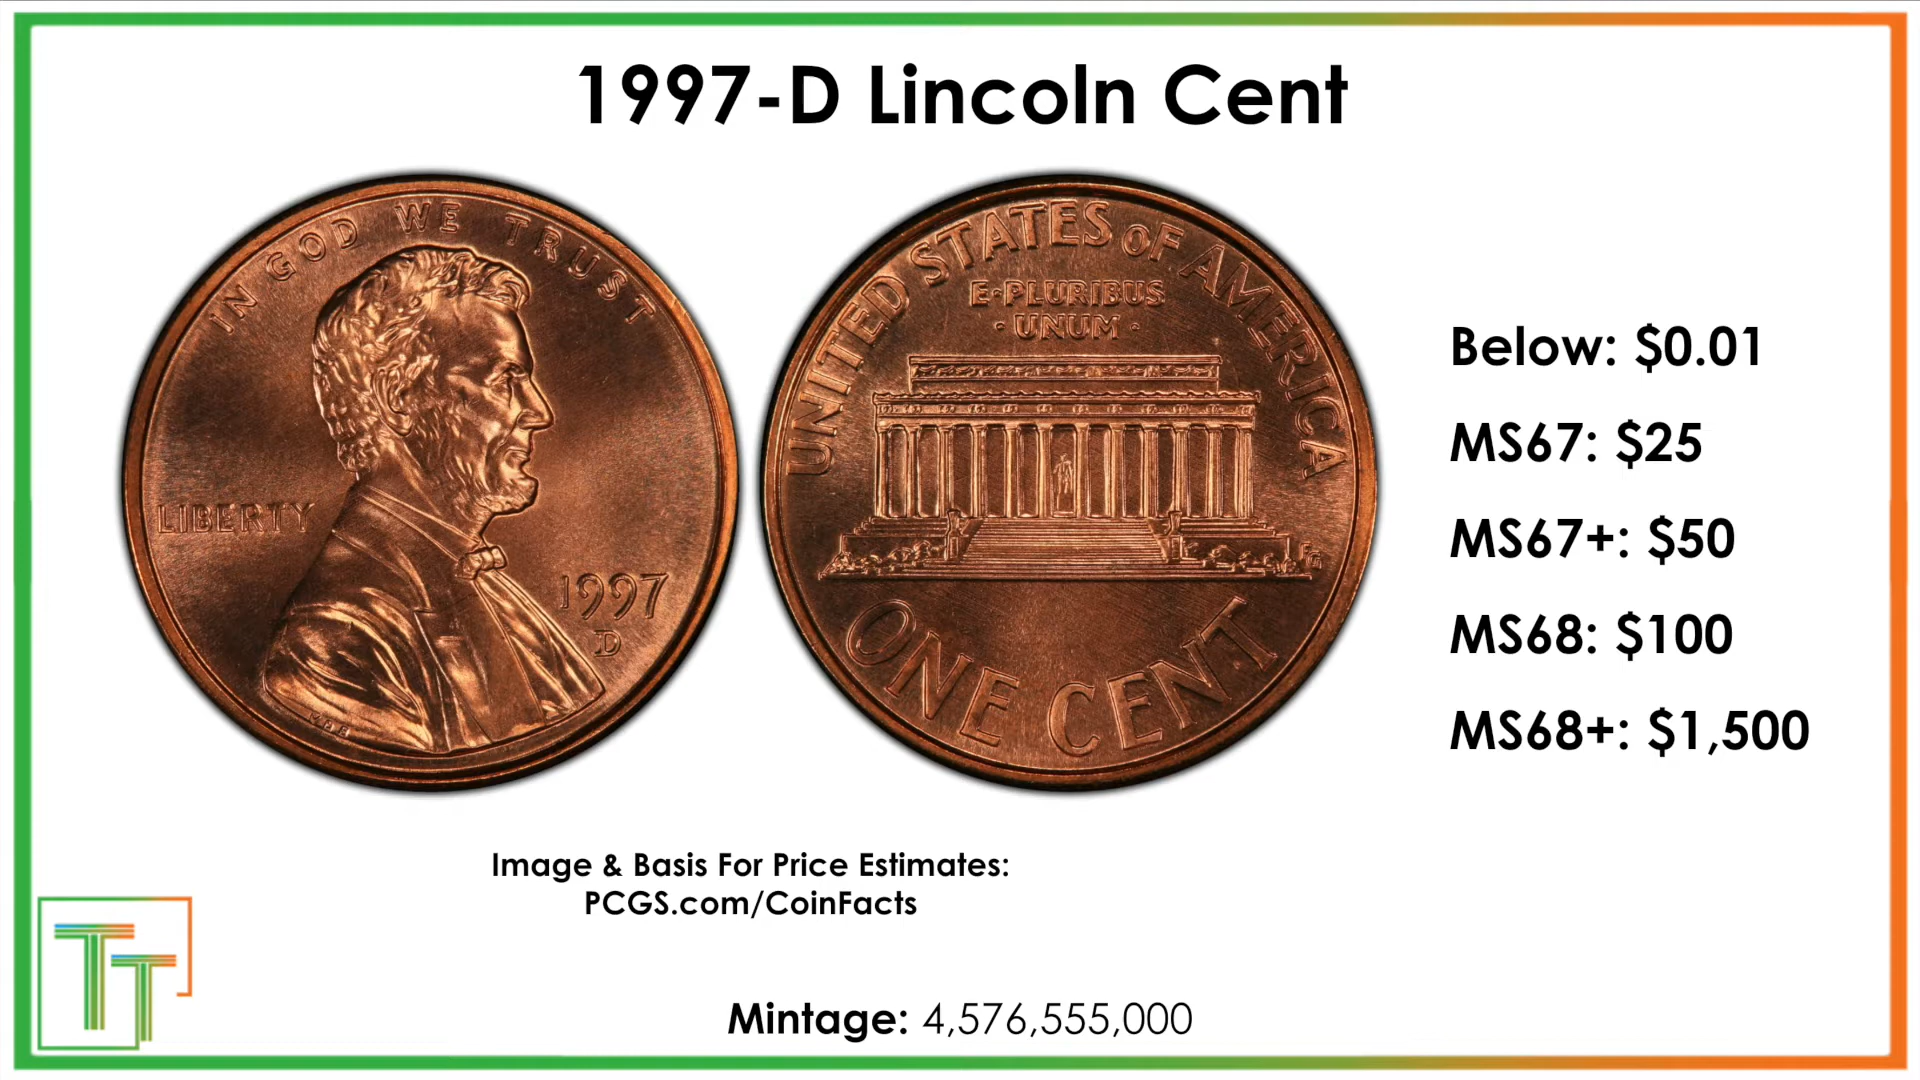 1997-D Lincoln Cent
IN GOD WE TRUST
LIBERTY
1997
D
UNITED STATES OF AMERICA
E·PLURIBUS
·UNUM·
FG
ONE CENT
Below: $0.01
MS67: $25
MS67+: $50
MS68: $100
MS68+: $1,500
Image & Basis For Price Estimates:
PCGS.com/CoinFacts
TT
Mintage: 4,576,555,000